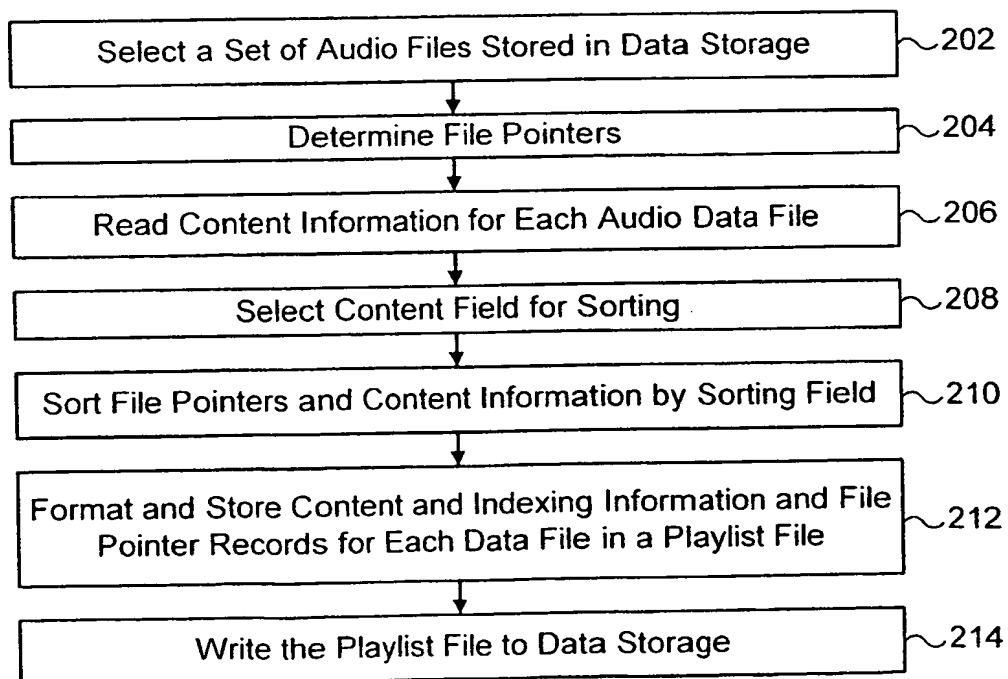 Select a Set of Audio Files Stored in Data Storage 202
Determine File Pointers 204
Read Content Information for Each Audio Data File 206
Select Content Field for Sorting 208
Sort File Pointers and Content Information by Sorting Field 210
Format and Store Content and Indexing Information and File
Pointer Records for Each Data File in a Playlist File 212
Write the Playlist File to Data Storage 214